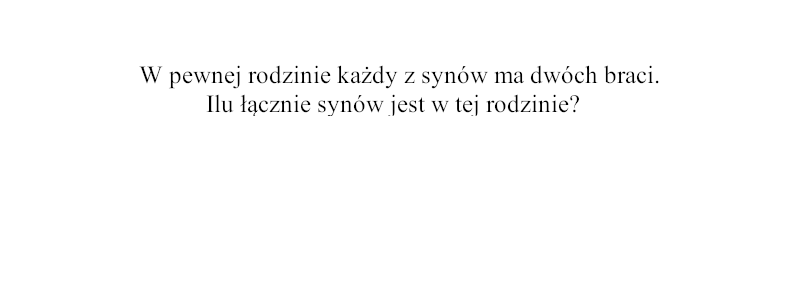 W pewnej rodzinie każdy z synów ma dwóch braci.
Ilu łącznie synów jest w tej rodzinie?